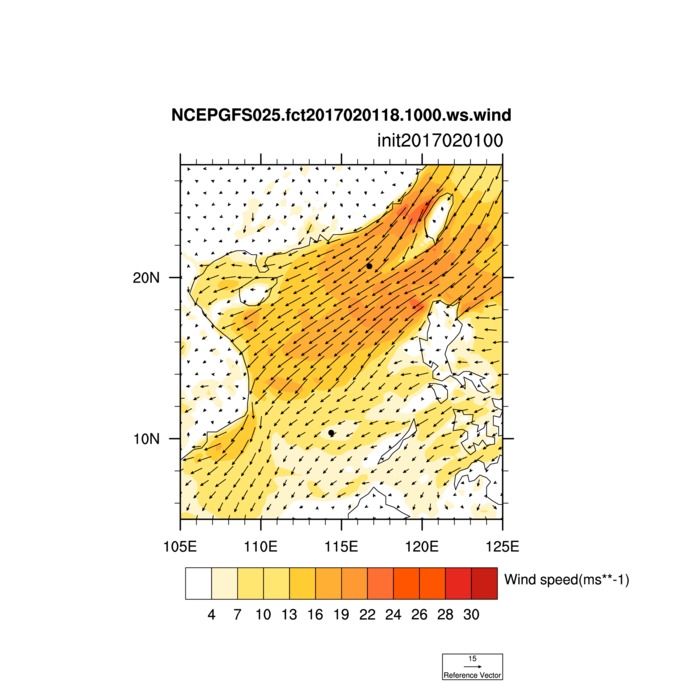 NCEPGFS025.fct2017020118.1000.ws.wind
init2017020100
20N
10N
105E 110E 115E 120E 125E
Wind speed(ms**-1)
4 7 10 13 16 19 22 24 26 28 30
15
Reference Vector